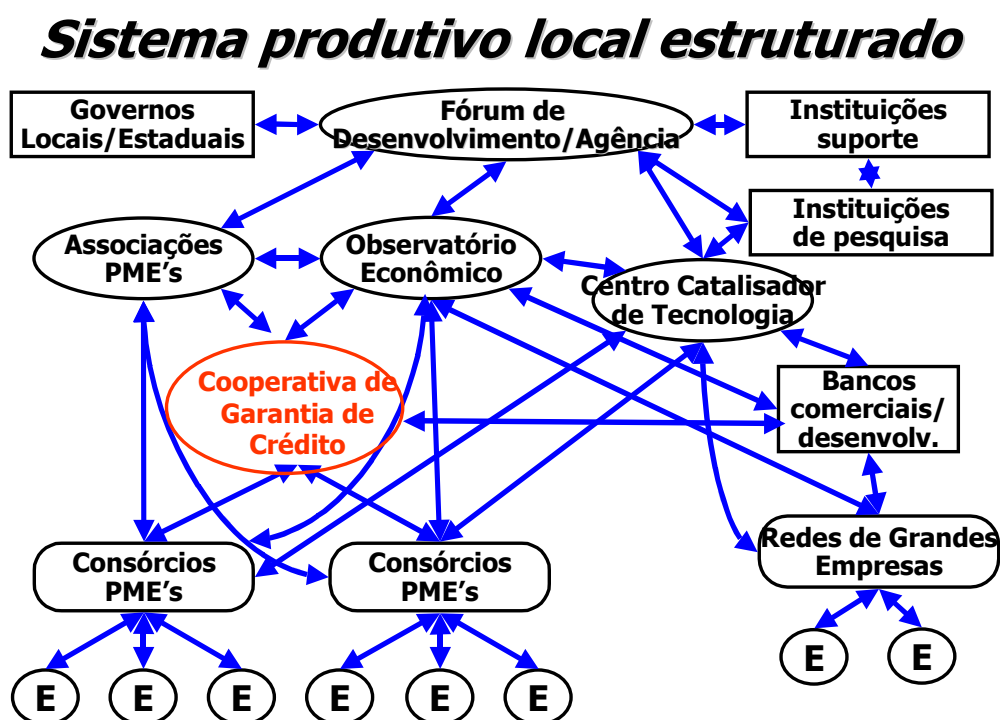 Sistema produtivo local estruturado
Governos
Locais/Estaduais
Fórum de
Desenvolvimento/Agência
Instituições
suporte
Instituições
de pesquisa
Associações
PME's
Observatório
Econômico
Centro Catalisador
de Tecnologia
Cooperativa de
Garantia de
Crédito
Bancos
comerciais/
desenvolv.
Consórcios
PME's
Consórcios
PME's
Redes de Grandes
Empresas
E
E
E
E
E
E
E
E